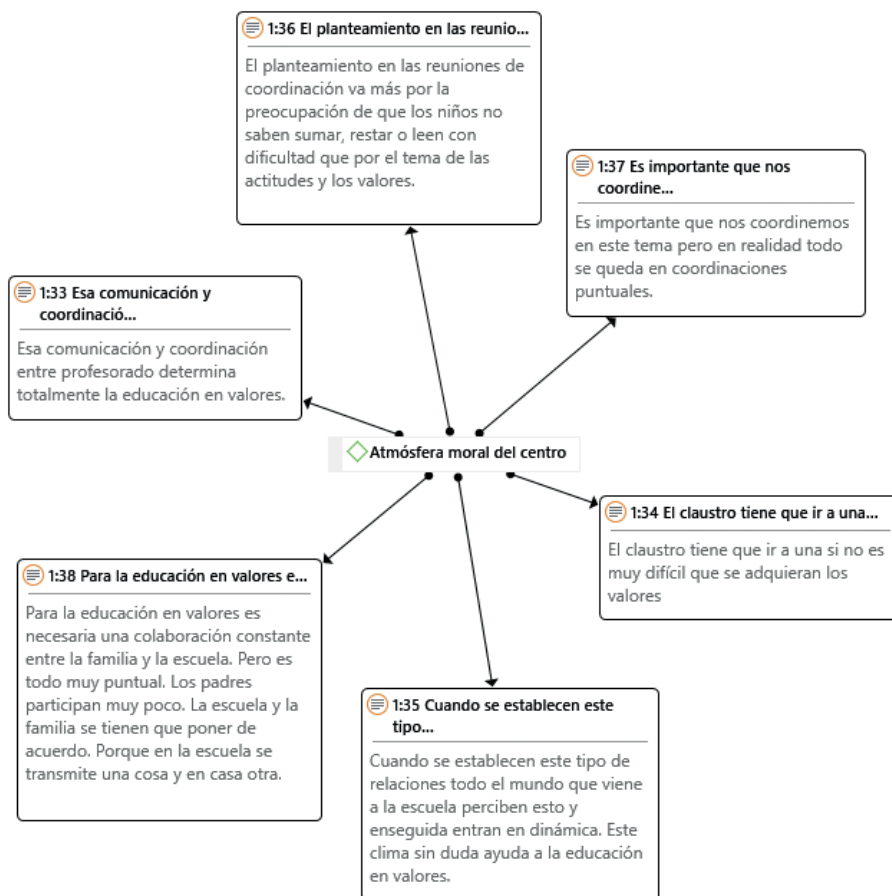 1:36 El planteamiento en las reunio...
El planteamiento en las reuniones de
coordinación va más por la
preocupación de que los niños no
saben sumar, restar o leen con
dificultad que por el tema de las
actitudes y los valores.
1:37 Es importante que nos
coordine...
Es importante que nos coordinemos
en este tema pero en realidad todo
se queda en coordinaciones
puntuales.
1:33 Esa comunicación y
coordinació...
Esa comunicación y coordinación
entre profesorado determina
totalmente la educación en valores.
Atmósfera moral del centro
1:34 El claustro tiene que ir a una...
El claustro tiene que ir a una si no es
muy difícil que se adquieran los
valores
1:38 Para la educación en valores e...
Para la educación en valores es
necesaria una colaboración constante
entre la familia y la escuela. Pero es
todo muy puntual. Los padres
participan muy poco. La escuela y la
familia se tienen que poner de
acuerdo. Porque en la escuela se
transmite una cosa y en casa otra.
1:35 Cuando se establecen este
tipo...
Cuando se establecen este tipo de
relaciones todo el mundo que viene
a la escuela perciben esto y
enseguida entran en dinámica. Este
clima sin duda ayuda a la educación
en valores.